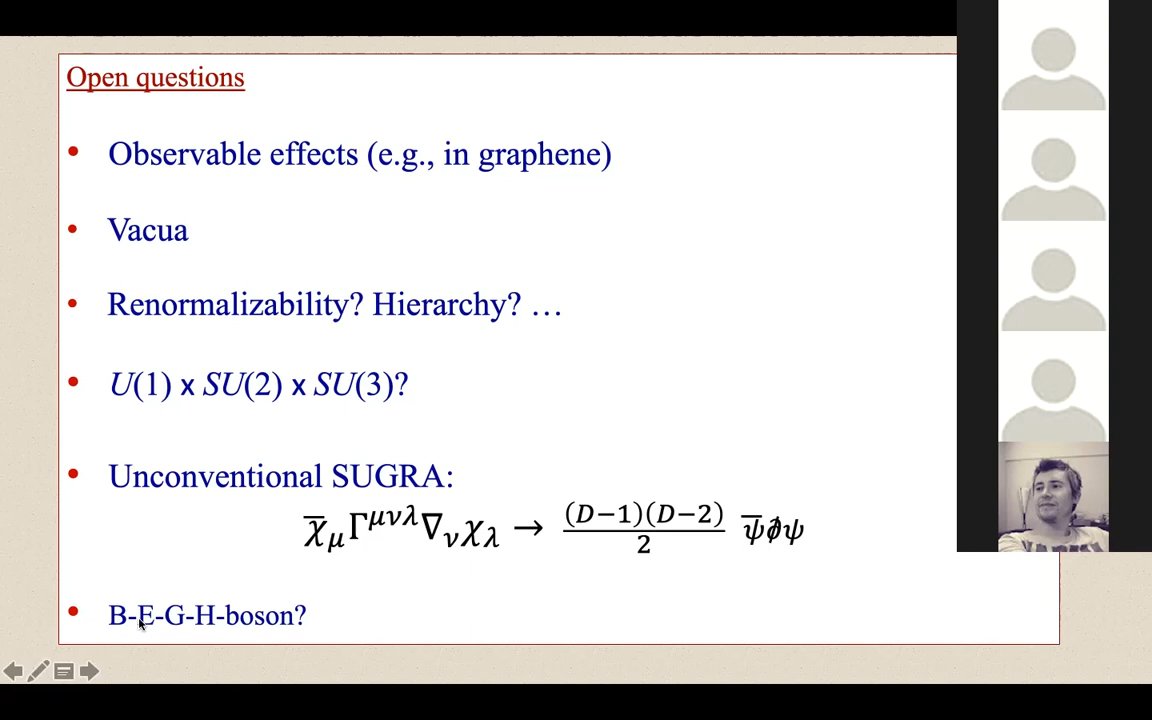 Open questions
• Observable effects (e.g., in graphene)
• Vacua
• Renormalizability? Hierarchy? …
• U(1) x SU(2) x SU(3)?
• Unconventional SUGRA:
χ̅_μ Γ^{μνλ} ∇_ν χ_λ → (D−1)(D−2)/2 ψ̅∂̸ψ
• B-E-G-H-boson?